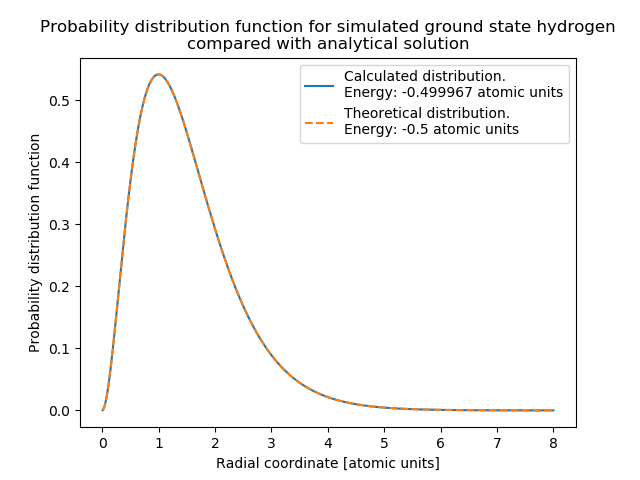 Probability distribution function for simulated ground state hydrogen
compared with analytical solution
Calculated distribution.
Energy: -0.499967 atomic units
Theoretical distribution.
Energy: -0.5 atomic units
Probability distribution function
0.5
0.4
0.3
0.2
0.1
0.0
0 1 2 3 4 5 6 7 8
Radial coordinate [atomic units]